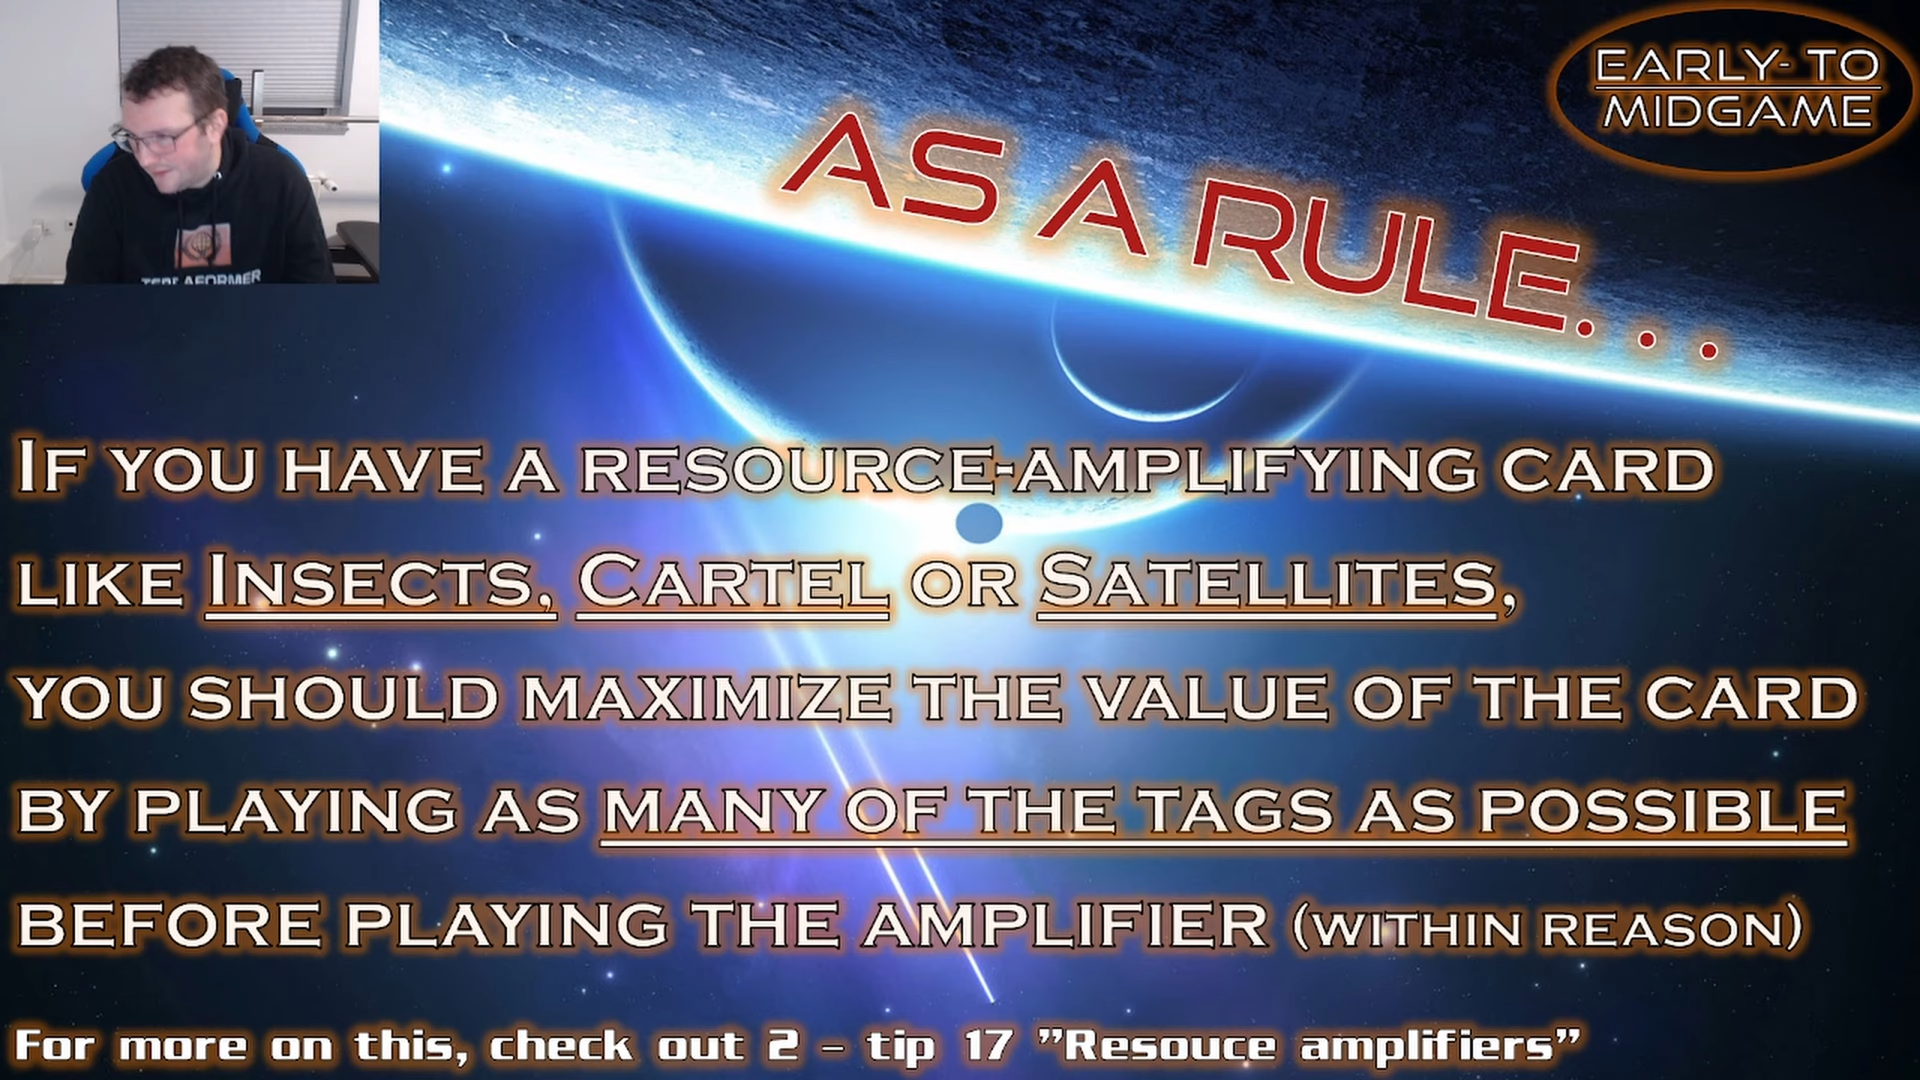 EARLY- TO
MIDGAME
AS A RULE...
TERRAFORMER
IF YOU HAVE A RESOURCE-AMPLIFYING CARD
LIKE INSECTS, CARTEL OR SATELLITES,
YOU SHOULD MAXIMIZE THE VALUE OF THE CARD
BY PLAYING AS MANY OF THE TAGS AS POSSIBLE
BEFORE PLAYING THE AMPLIFIER (WITHIN REASON)
For more on this, check out 2 - tip 17 ”Resouce amplifiers”